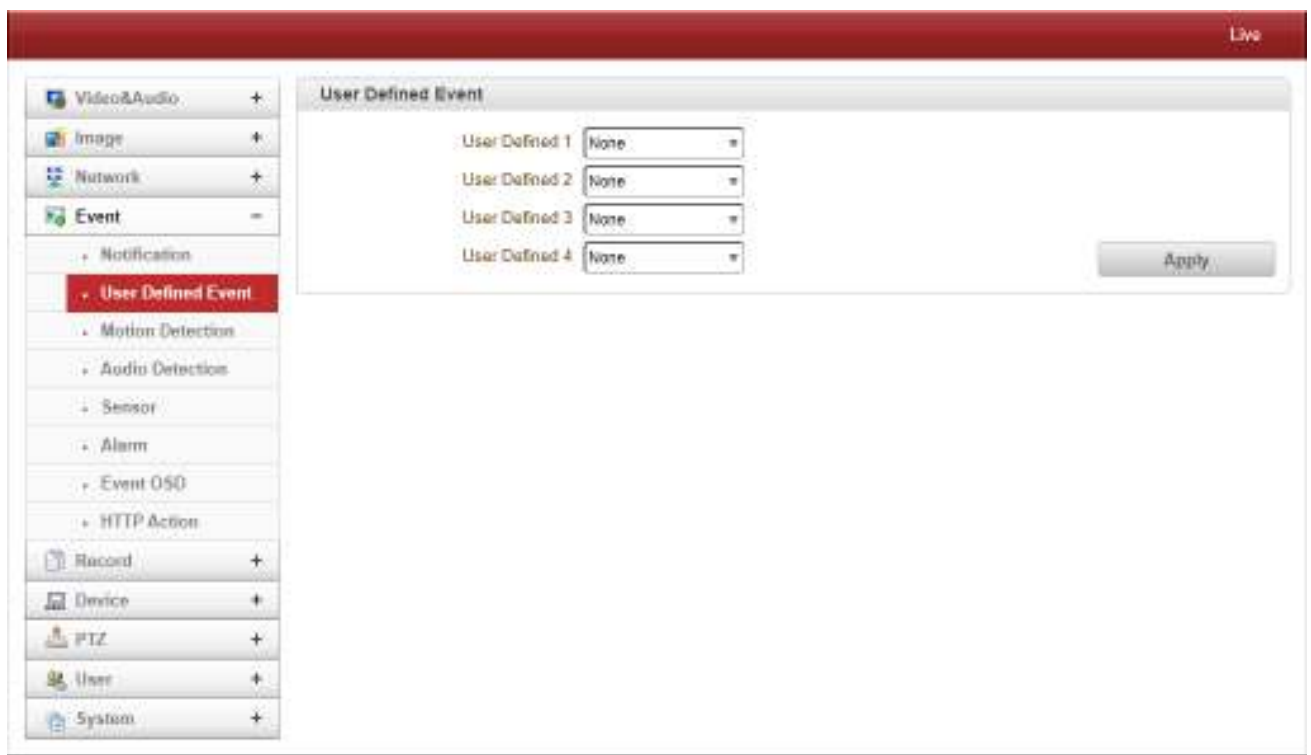 Live
Video&Audio +
Image +
Network +
Event -
Notification
User Defined Event
Motion Detection
Audio Detection
Sensor
Alarm
Event OSD
HTTP Action
Record +
Device +
PTZ +
User +
System +
User Defined Event
User Defined 1 None
User Defined 2 None
User Defined 3 None
User Defined 4 None
Apply